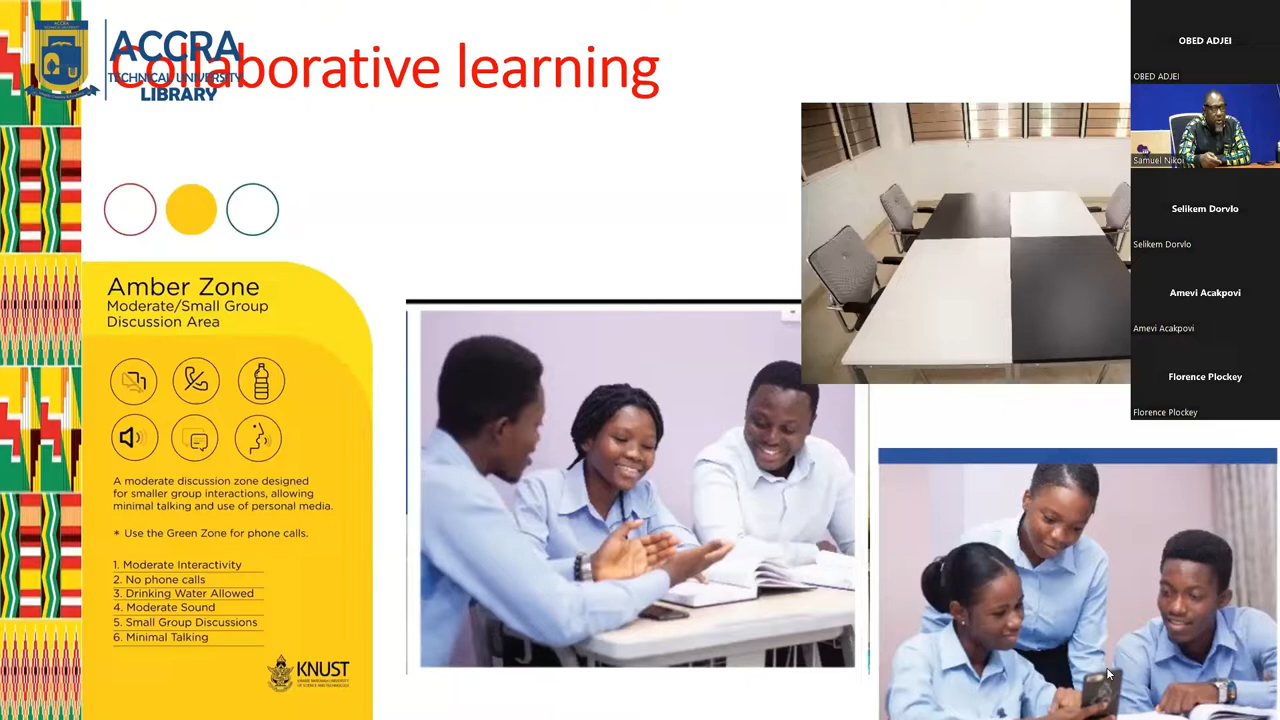 ACCRA
TECHNICAL UNIVERSITY
LIBRARY
Collaborative learning
Amber Zone
Moderate/Small Group
Discussion Area
A moderate discussion zone designed
for smaller group interactions, allowing
minimal talking and use of personal media.
* Use the Green Zone for phone calls.
1. Moderate Interactivity
2. No phone calls
3. Drinking Water Allowed
4. Moderate Sound
5. Small Group Discussions
6. Minimal Talking
KNUST
OBED ADJEI
OBED ADJEI
Samuel Nikoi
Selikem Dorvlo
Selikem Dorvlo
Amevi Acakpovi
Amevi Acakpovi
Florence Plockey
Florence Plockey